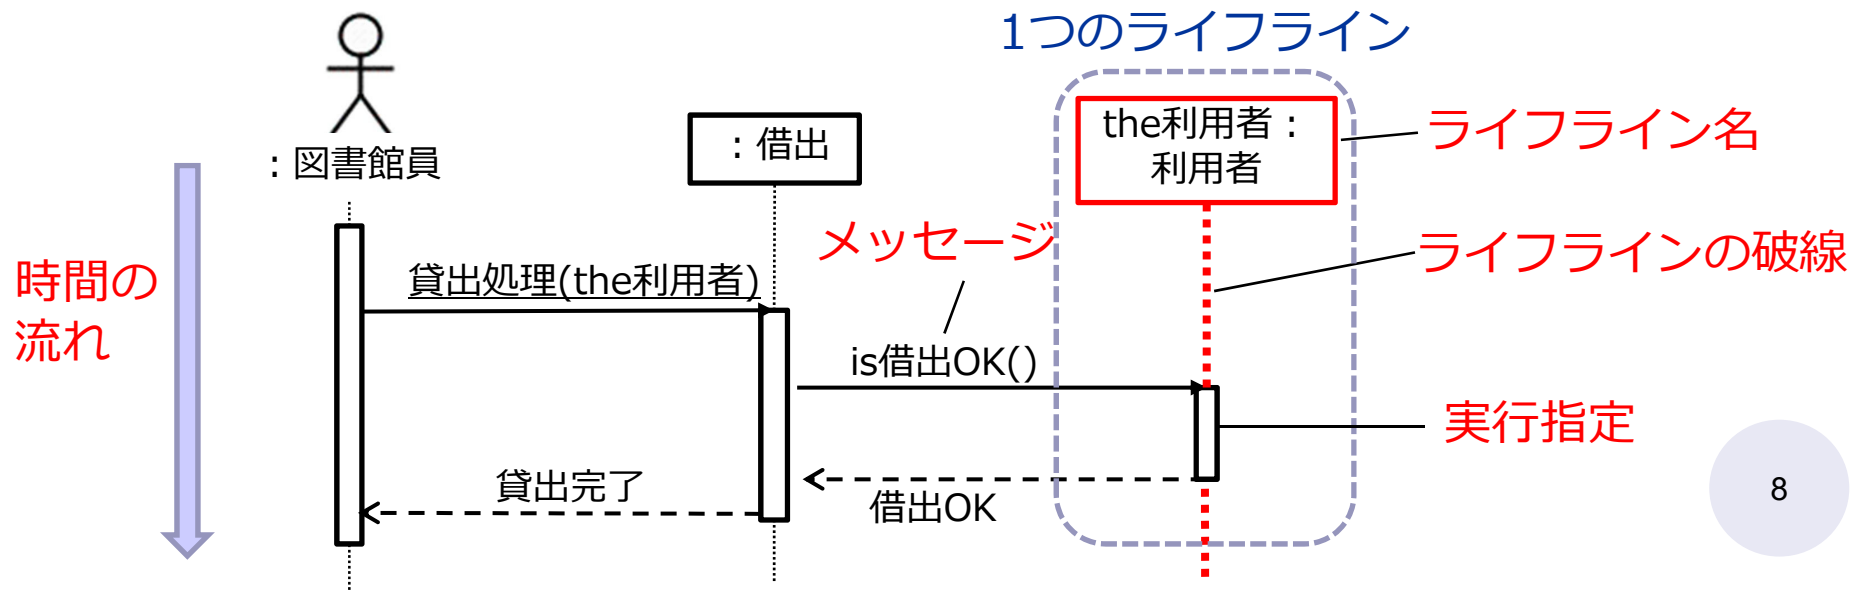 1つのライフライン
the利用者：
利用者
ライフライン名
：借出
：図書館員
メッセージ
ライフラインの破線
時間の
流れ
貸出処理(the利用者)
is借出OK()
実行指定
貸出完了
借出OK
8